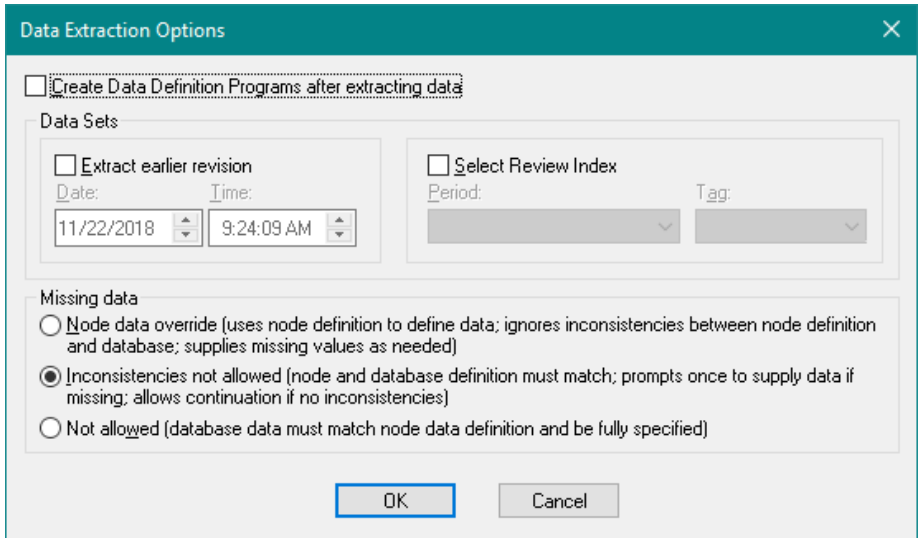 Data Extraction Options
Create Data Definition Programs after extracting data
Data Sets
Extract earlier revision
Date: Time:
11/22/2018 9:24:09 AM
Select Review Index
Period: Tag:
Missing data
Node data override (uses node definition to define data; ignores inconsistencies between node definition
and database; supplies missing values as needed)
Inconsistencies not allowed (node and database definition must match; prompts once to supply data if
missing; allows continuation if no inconsistencies)
Not allowed (database data must match node data definition and be fully specified)
OK Cancel